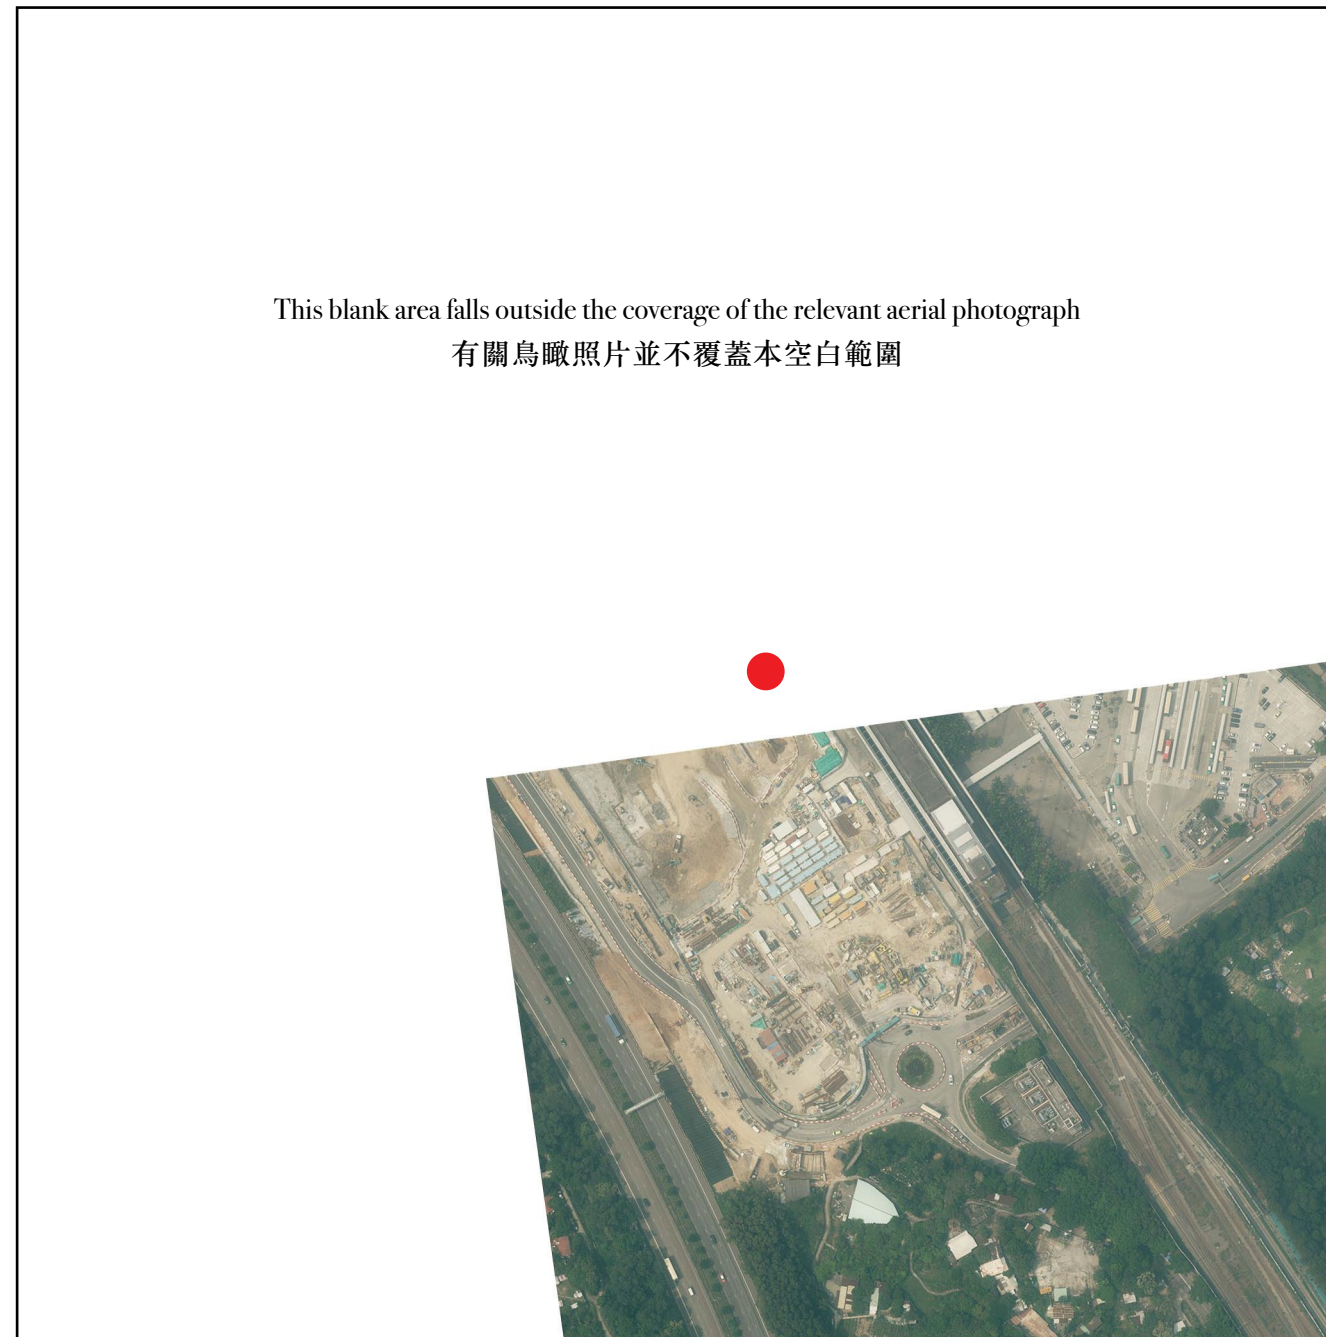 This blank area falls outside the coverage of the relevant aerial photograph
有關鳥瞰照片並不覆蓋本空白範圍